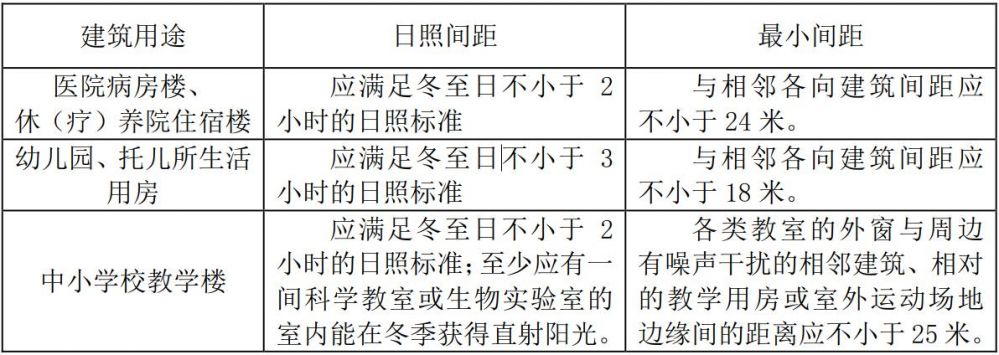 建筑用途
日照间距
最小间距
医院病房楼、
休（疗）养院住宿楼
应满足冬至日不小于 2
小时的日照标准
与相邻各向建筑间距应
不小于 24 米。
幼儿园、托儿所生活
用房
应满足冬至日不小于 3
小时的日照标准
与相邻各向建筑间距应
不小于 18 米。
中小学校教学楼
应满足冬至日不小于 2
小时的日照标准；至少应有一
间科学教室或生物实验室的
室内能在冬季获得直射阳光。
各类教室的外窗与周边
有噪声干扰的相邻建筑、相对
的教学用房或室外运动场地
边缘间的距离应不小于 25 米。